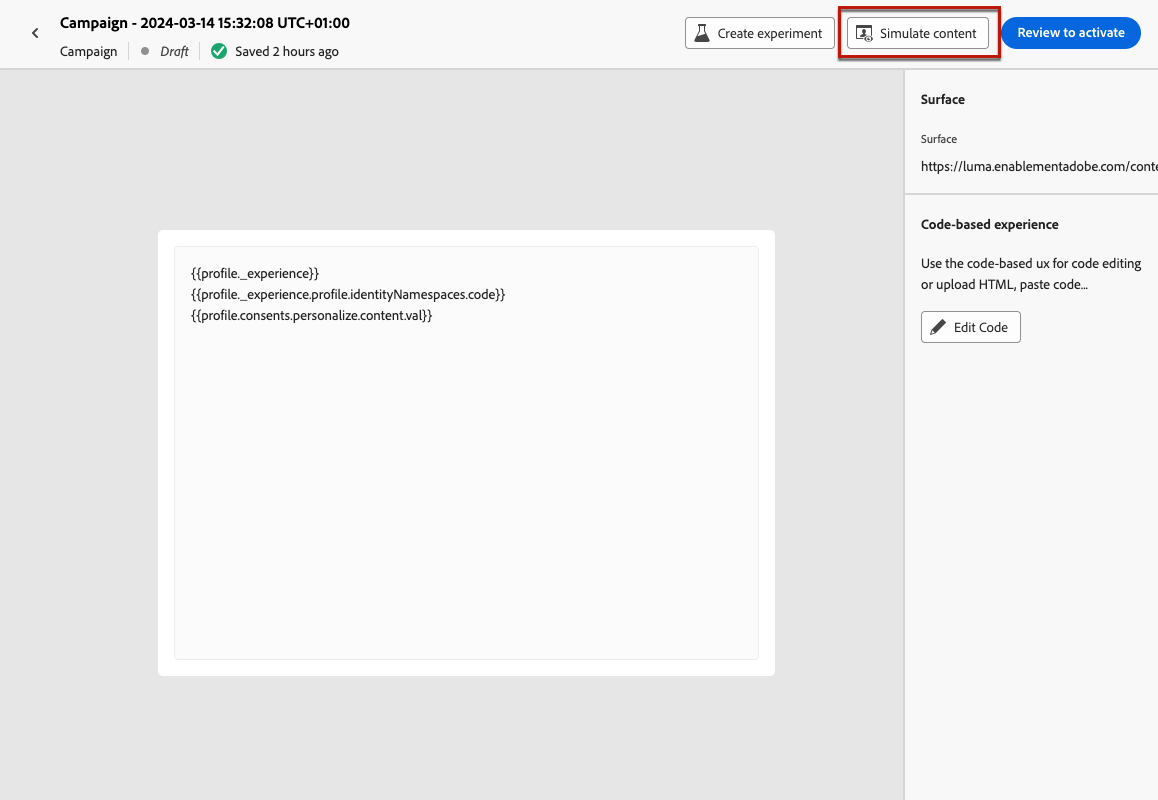 Campaign - 2024-03-14 15:32:08 UTC+01:00
Campaign
Draft
Saved 2 hours ago
Create experiment
Simulate content
Review to activate
{{profile._experience}}
{{profile._experience.profile.identityNamespaces.code}}
{{profile.consents.personalize.content.val}}
Surface
Surface
https://luma.enablementadobe.com/conte
Code-based experience
Use the code-based ux for code editing
or upload HTML, paste code...
Edit Code